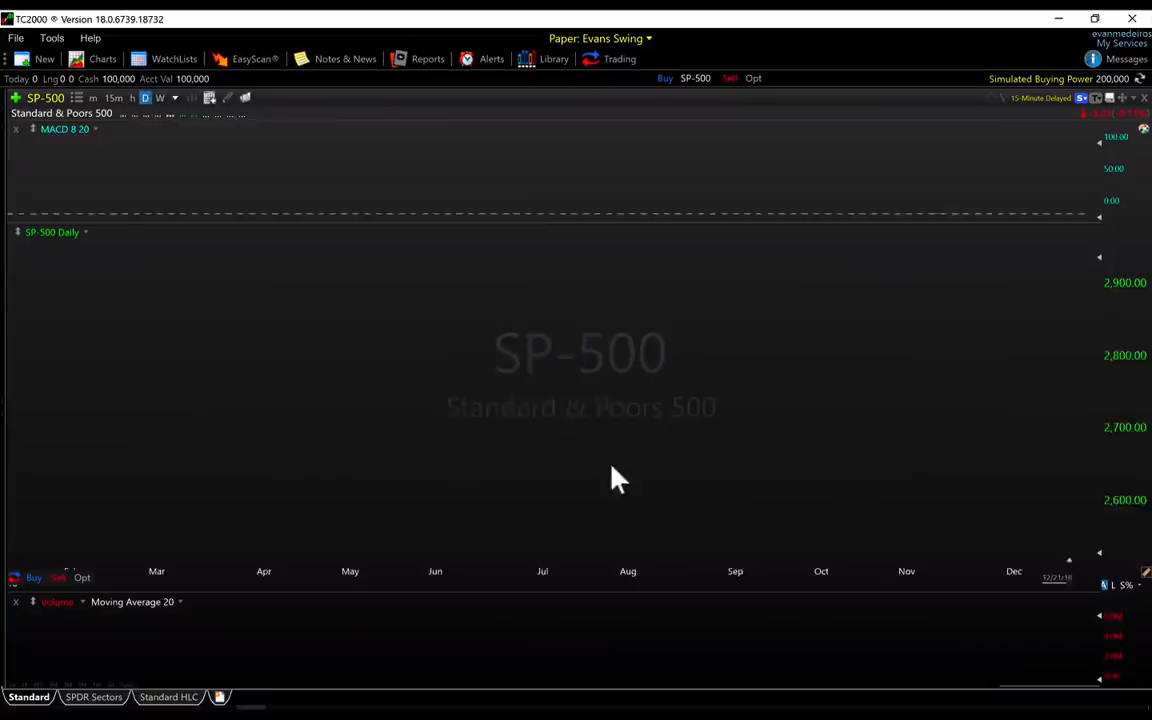 TC2000 ® Version 18.0.6739.18732
File Tools Help Paper: Evans Swing
evanmedeiros
My Services
New Charts WatchLists EasyScan® Notes & News Reports Alerts Library Trading Messages
Today 0 Lng 0 0 Cash 100,000 Acct Val 100,000 Buy SP-500 Sell Opt Simulated Buying Power 200,000
SP-500 m 15m h D W 15-Minute Delayed
Standard & Poors 500
MACD 8 20
100.00
50.00
0.00
SP-500 Daily
2,900.00
SP-500
2,800.00
Standard & Poors 500
2,700.00
2,600.00
Mar Apr May Jun Jul Aug Sep Oct Nov Dec
12/21/18
Buy Sell Opt
L S%
Volume Moving Average 20
Standard SPDR Sectors Standard HLC